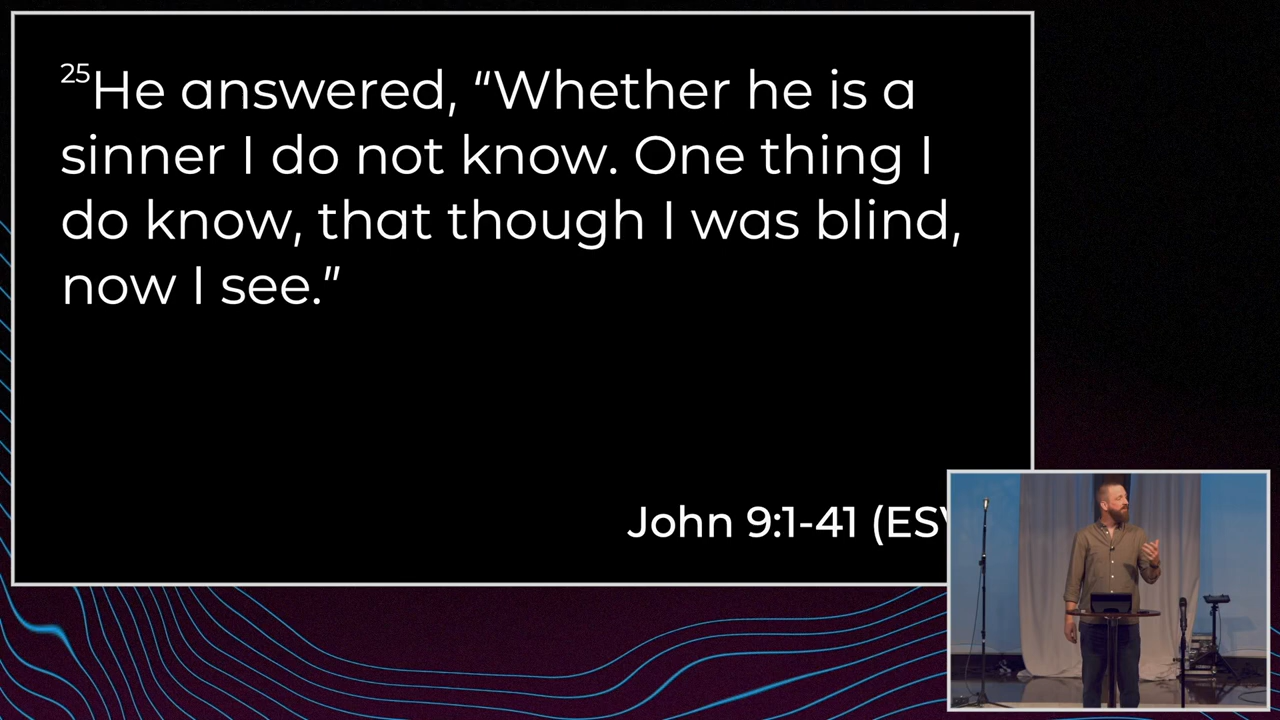 25He answered, “Whether he is a
sinner I do not know. One thing I
do know, that though I was blind,
now I see.”
John 9:1-41 (ESV